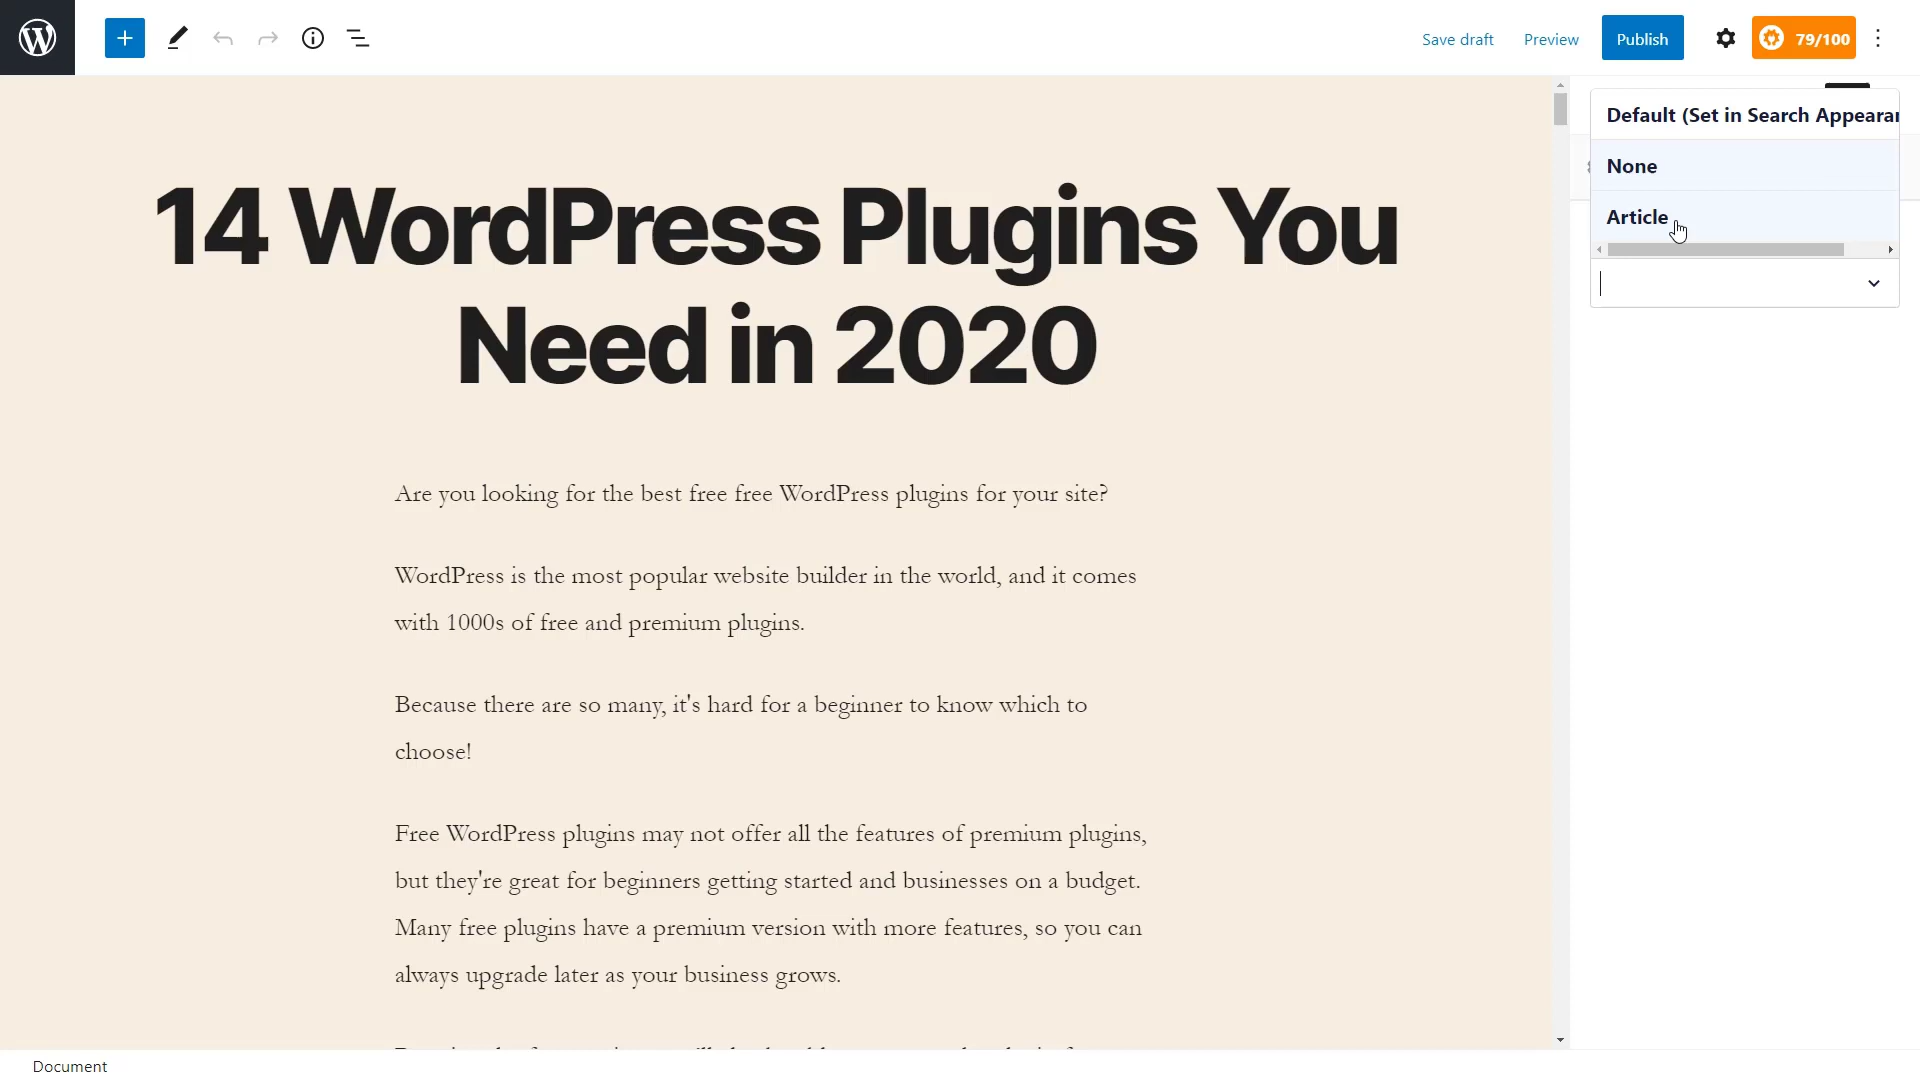 Save draft
Preview
Publish
79/100
Default (Set in Search Appearan
None
Article
14 WordPress Plugins You
Need in 2020
Are you looking for the best free free WordPress plugins for your site?
WordPress is the most popular website builder in the world, and it comes
with 1000s of free and premium plugins.
Because there are so many, it's hard for a beginner to know which to
choose!
Free WordPress plugins may not offer all the features of premium plugins,
but they're great for beginners getting started and businesses on a budget.
Many free plugins have a premium version with more features, so you can
always upgrade later as your business grows.
Document